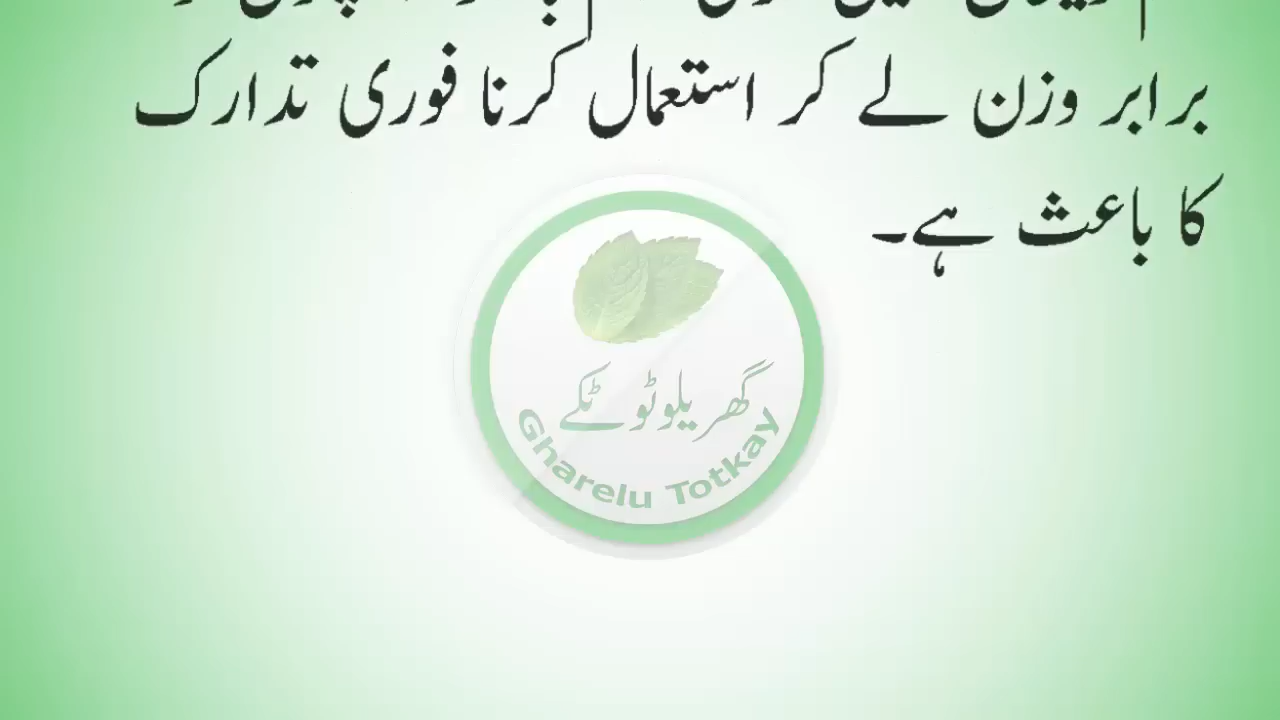 برابر وزن لے کر استعمال کرنا فوری تدارک
کا باعث ہے۔
گھریلو ٹوٹکے
Gharelu Totkay